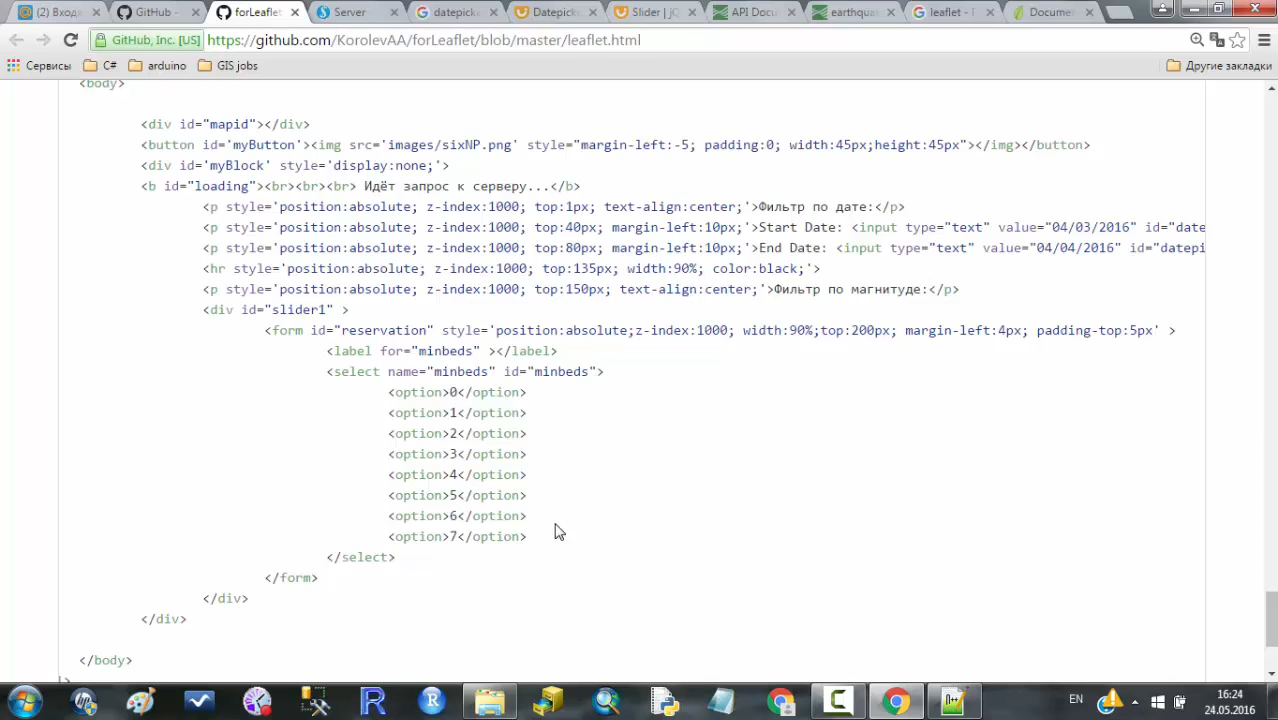 (2) Входя
GitHub -
forLeaflet
Server
datepicke
Datepicke
Slider | jQ
API Docu
earthquak
leaflet - П
Documen
GitHub, Inc. [US]
https://github.com/KorolevAA/forLeaflet/blob/master/leaflet.html
Сервисы
C#
arduino
GIS jobs
Другие закладки
<body>
<div id="mapid"></div>
<button id='myButton'><img src='images/sixNP.png' style="margin-left:-5; padding:0; width:45px;height:45px"></img></button>
<div id='myBlock' style='display:none;'>
<b id="loading"><br><br><br> Идёт запрос к серверу...</b>
<p style='position:absolute; z-index:1000; top:1px; text-align:center;'>Фильтр по дате:</p>
<p style='position:absolute; z-index:1000; top:40px; margin-left:10px;'>Start Date: <input type="text" value="04/03/2016" id="date
<p style='position:absolute; z-index:1000; top:80px; margin-left:10px;'>End Date: <input type="text" value="04/04/2016" id="datepi
<hr style='position:absolute; z-index:1000; top:135px; width:90%; color:black;'>
<p style='position:absolute; z-index:1000; top:150px; text-align:center;'>Фильтр по магнитуде:</p>
<div id="slider1" >
<form id="reservation" style='position:absolute;z-index:1000; width:90%;top:200px; margin-left:4px; padding-top:5px' >
<label for="minbeds" ></label>
<select name="minbeds" id="minbeds">
<option>0</option>
<option>1</option>
<option>2</option>
<option>3</option>
<option>4</option>
<option>5</option>
<option>6</option>
<option>7</option>
</select>
</form>
</div>
</div>
</body>
EN
16:24
24.05.2016